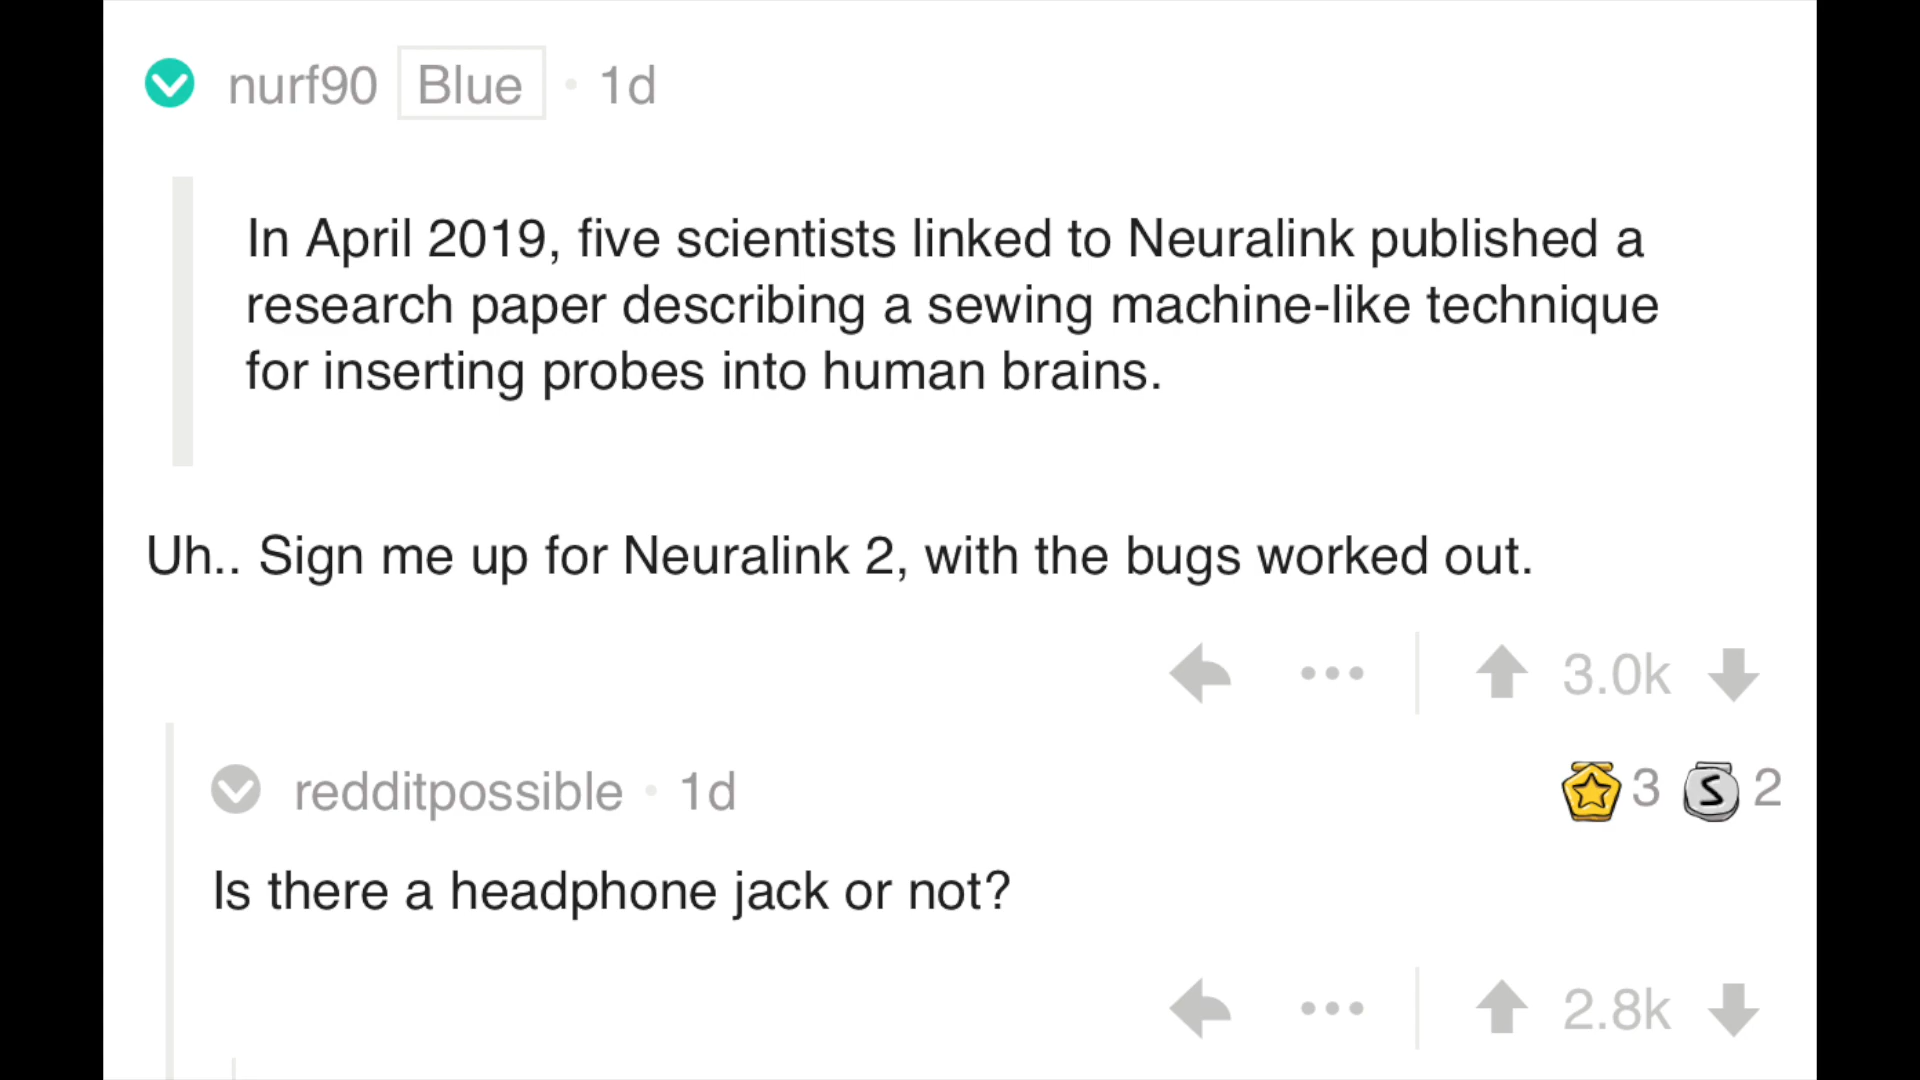 nurf90 Blue • 1d
In April 2019, five scientists linked to Neuralink published a
research paper describing a sewing machine-like technique
for inserting probes into human brains.
Uh.. Sign me up for Neuralink 2, with the bugs worked out.
3.0k
redditpossible • 1d 3 S 2
Is there a headphone jack or not?
2.8k